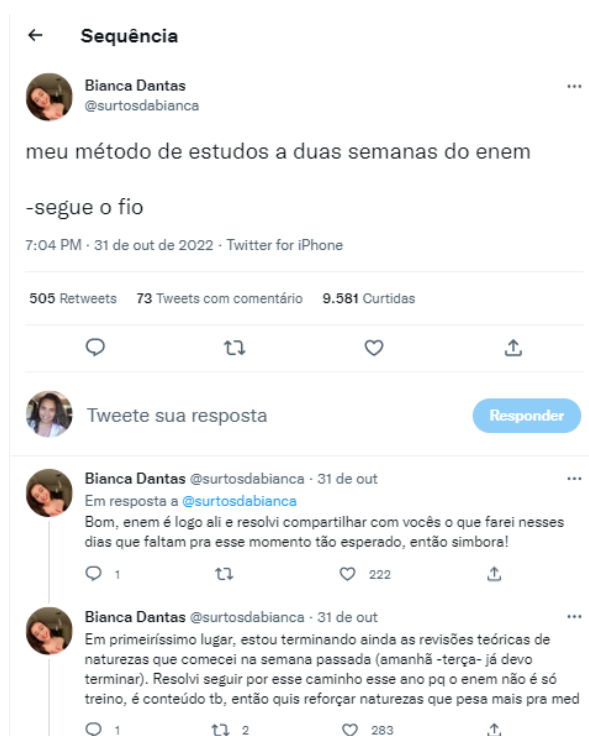 Sequência
Bianca Dantas
@surtosdabianca
meu método de estudos a duas semanas do enem
-segue o fio
7:04 PM · 31 de out de 2022 · Twitter for iPhone
505 Retweets 73 Tweets com comentário 9.581 Curtidas
Tweete sua resposta
Responder
Bianca Dantas @surtosdabianca · 31 de out
Em resposta a @surtosdabianca
Bom, enem é logo ali e resolvi compartilhar com vocês o que farei nesses
dias que faltam pra esse momento tão esperado, então simbora!
1 222
Bianca Dantas @surtosdabianca · 31 de out
Em primeiríssimo lugar, estou terminando ainda as revisões teóricas de
naturezas que comecei na semana passada (amanhã -terça- já devo
terminar). Resolvi seguir por esse caminho esse ano pq o enem não é só
treino, é conteúdo tb, então quis reforçar naturezas que pesa mais pra med
1 2 283